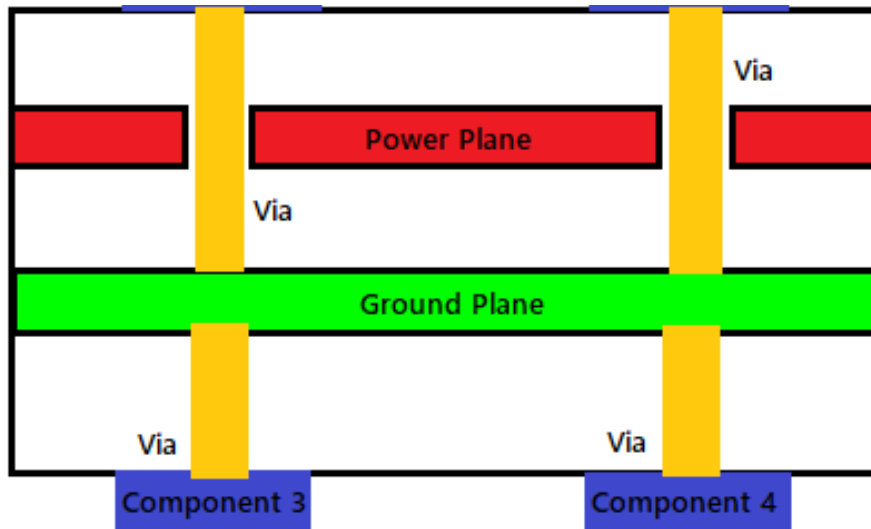 Via
Power Plane
Via
Ground Plane
Via
Via
Component 3
Component 4